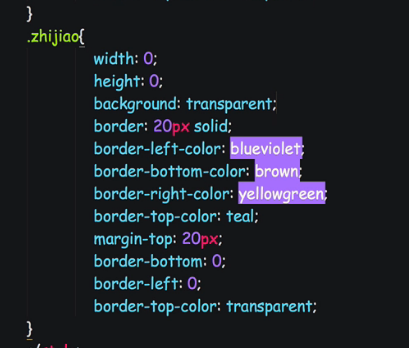 }
.zhijiao{
width: 0;
height: 0;
background: transparent;
border: 20px solid;
border-left-color: blueviolet;
border-bottom-color: brown;
border-right-color: yellowgreen;
border-top-color: teal;
margin-top: 20px;
border-bottom: 0;
border-left: 0;
border-top-color: transparent;
}